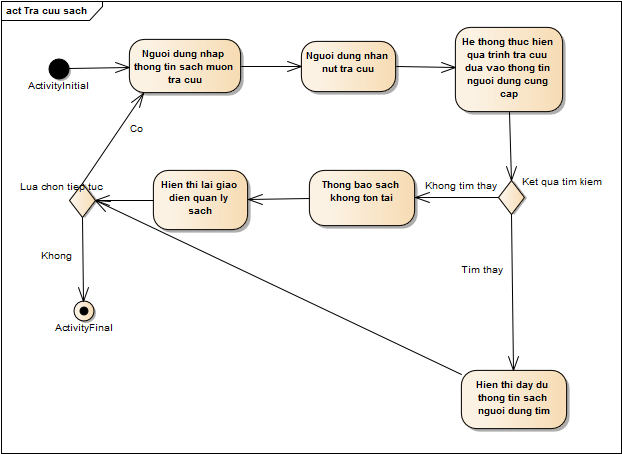 act Tra cuu sach
ActivityInitial
Nguoi dung nhap
thong tin sach muon
tra cuu
Nguoi dung nhan
nut tra cuu
He thong thuc hien
qua trinh tra cuu
dua vao thong tin
nguoi dung cung
cap
Co
Lua chon tiep tuc
Hien thi lai giao
dien quan ly
sach
Thong bao sach
khong ton tai
Khong tim thay
Ket qua tim kiem
Khong
Tim thay
ActivityFinal
Hien thi day du
thong tin sach
nguoi dung tim